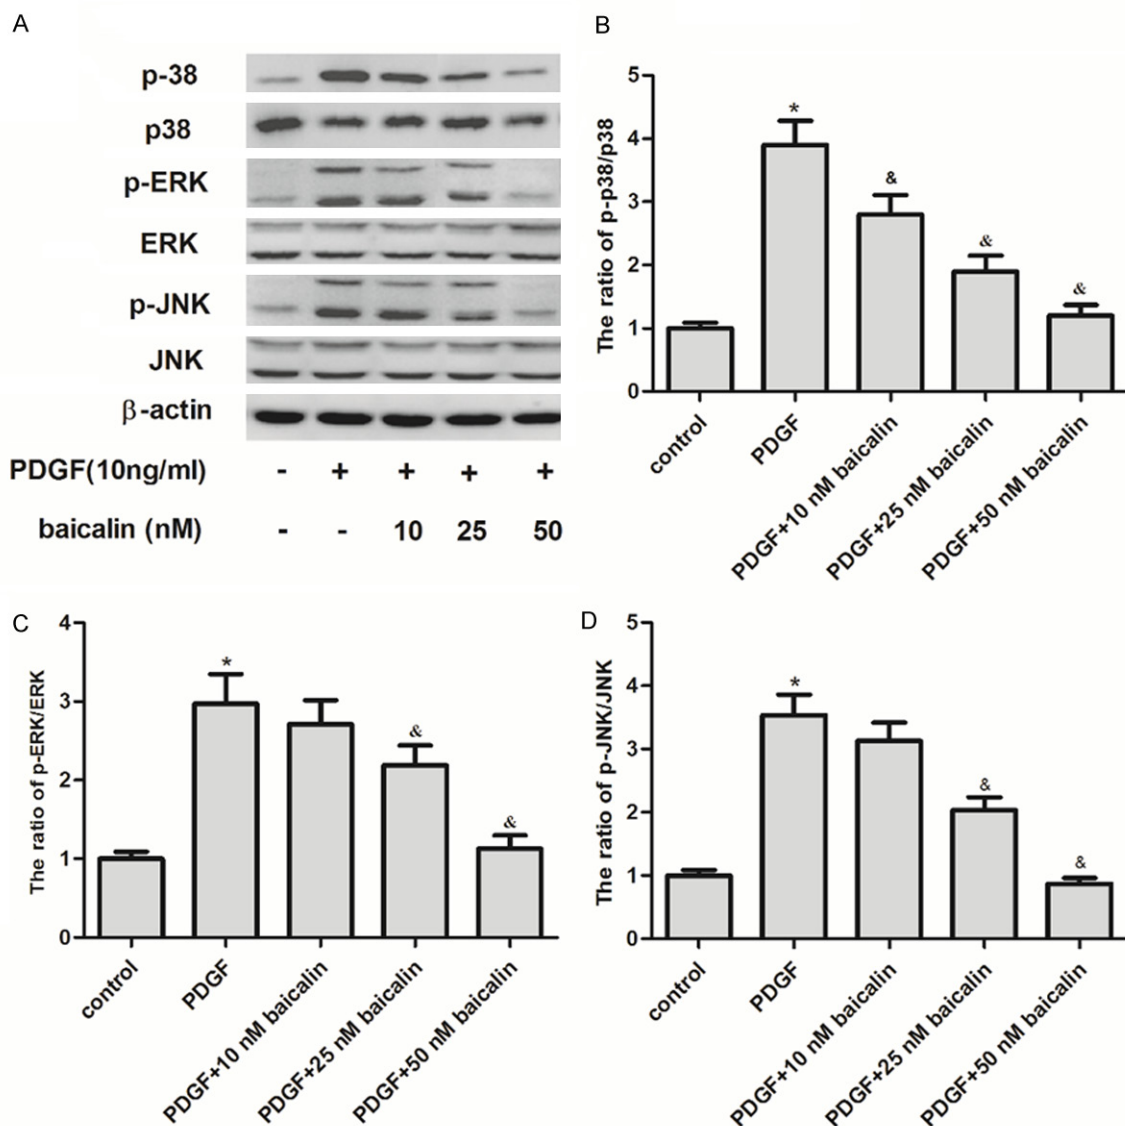 A
p-38
p38
p-ERK
ERK
p-JNK
JNK
β-actin
PDGF(10ng/ml) - + + + +
baicalin (nM) - - 10 25 50
B
The ratio of p-p38/p38
5
4
3
2
1
0
*
&
&
&
control
PDGF
PDGF+10 nM baicalin
PDGF+25 nM baicalin
PDGF+50 nM baicalin
C
The ratio of p-ERK/ERK
4
3
2
1
0
*
&
&
control
PDGF
PDGF+10 nM baicalin
PDGF+25 nM baicalin
PDGF+50 nM baicalin
D
The ratio of p-JNK/JNK
5
4
3
2
1
0
*
&
&
control
PDGF
PDGF+10 nM baicalin
PDGF+25 nM baicalin
PDGF+50 nM baicalin